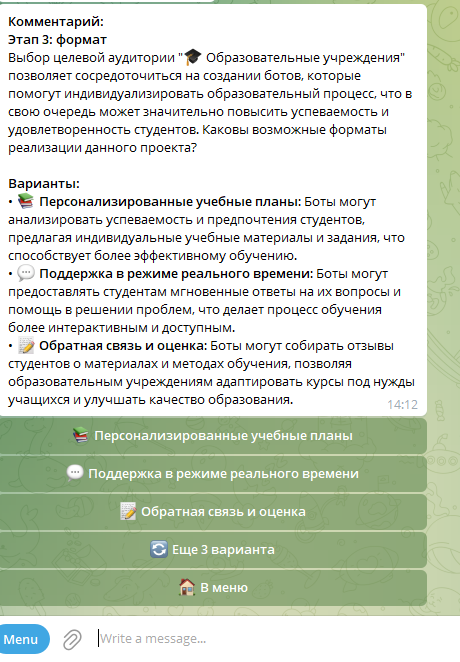 Комментарий:
Этап 3: формат
Выбор целевой аудитории "🎓 Образовательные учреждения"
позволяет сосредоточиться на создании ботов, которые
помогут индивидуализировать образовательный процесс, что в
свою очередь может значительно повысить успеваемость и
удовлетворенность студентов. Каковы возможные форматы
реализации данного проекта?
Варианты:
• 📚 Персонализированные учебные планы: Боты могут
анализировать успеваемость и предпочтения студентов,
предлагая индивидуальные учебные материалы и задания, что
способствует более эффективному обучению.
• 💬 Поддержка в режиме реального времени: Боты могут
предоставлять студентам мгновенные ответы на их вопросы и
помощь в решении проблем, что делает процесс обучения
более интерактивным и доступным.
• 📝 Обратная связь и оценка: Боты могут собирать отзывы
студентов о материалах и методах обучения, позволяя
образовательным учреждениям адаптировать курсы под нужды
учащихся и улучшать качество образования.
14:12
📚 Персонализированные учебные планы
💬 Поддержка в режиме реального времени
📝 Обратная связь и оценка
🔄 Еще 3 варианта
🏠 В меню
Menu
Write a message...